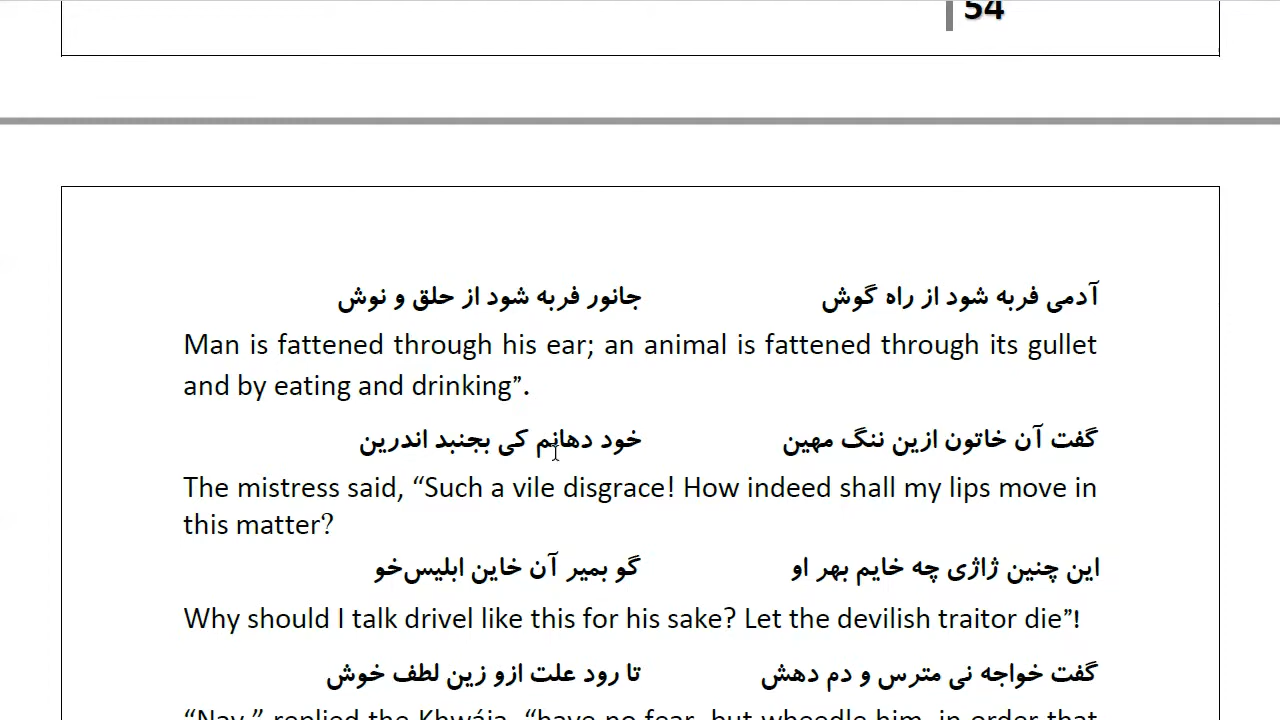 54
آدمی فربه شود از راه گوش جانور فربه شود از حلق و نوش
Man is fattened through his ear; an animal is fattened through its gullet
and by eating and drinking”.
گفت آن خاتون ازین ننگ مهین خود دهانم کی بجنبد اندرین
The mistress said, “Such a vile disgrace! How indeed shall my lips move in
this matter?
این چنین ژاژی چه خایم بهر او گو بمیر آن خاین ابلیس‌خو
Why should I talk drivel like this for his sake? Let the devilish traitor die”!
گفت خواجه نی مترس و دم دهش تا رود علت ازو زین لطف خوش
“Nay,” replied the Khwája, “have no fear, but wheedle him, in order that